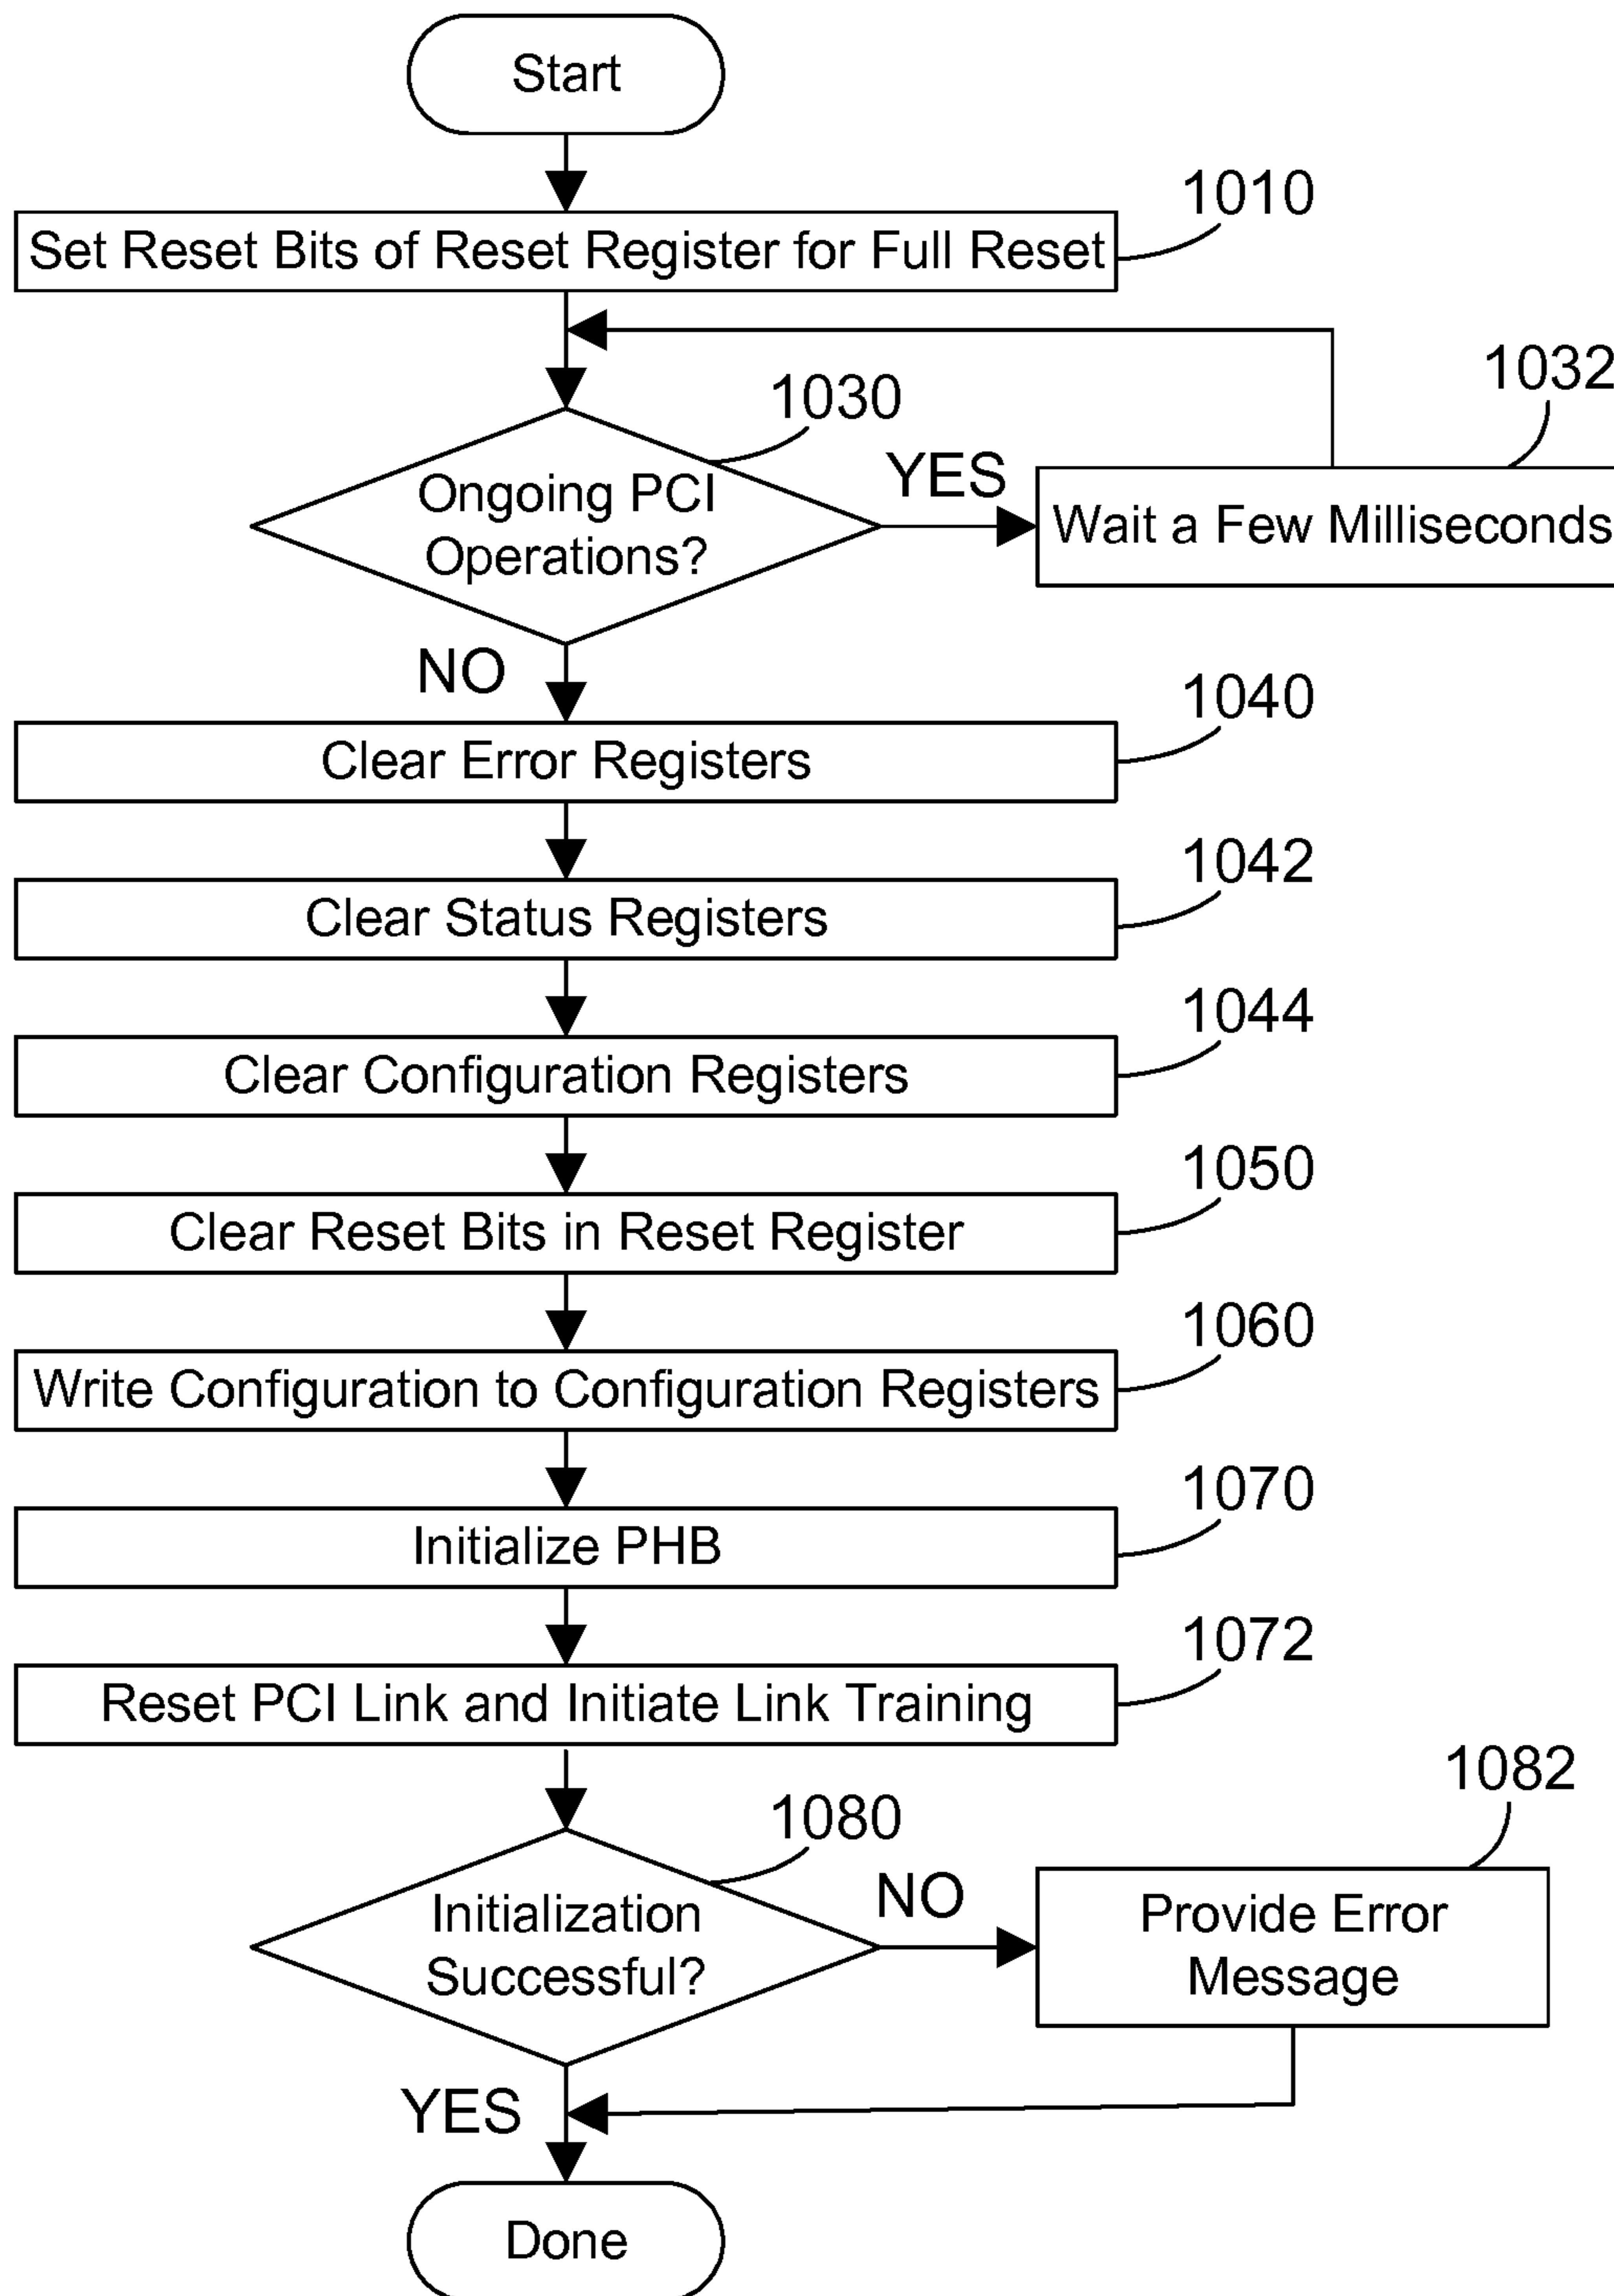 Start
1010
Set Reset Bits of Reset Register for Full Reset
1032
1030
YES
Ongoing PCI
Operations?
Wait a Few Milliseconds
NO
1040
Clear Error Registers
1042
Clear Status Registers
1044
Clear Configuration Registers
1050
Clear Reset Bits in Reset Register
1060
Write Configuration to Configuration Registers
1070
Initialize PHB
1072
Reset PCI Link and Initiate Link Training
1082
1080
NO
Initialization
Successful?
Provide Error
Message
YES
Done